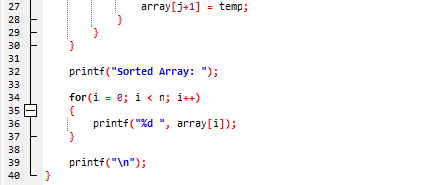 27 array[j+1] = temp;
28 }
29 }
30 }
31
32 printf("Sorted Array: ");
33
34 for(i = 0; i < n; i++)
35 {
36 printf("%d ", array[i]);
37 }
38
39 printf("\n");
40 }